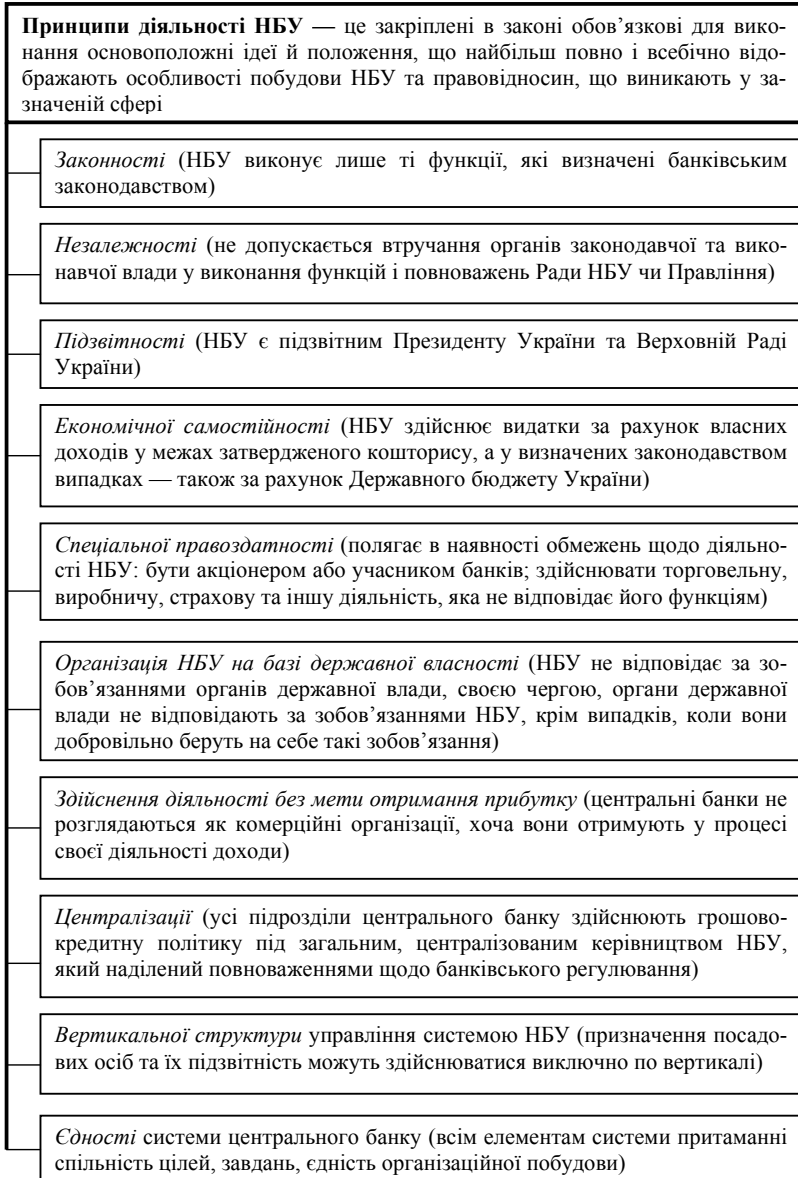 Принципи діяльності НБУ — це закріплені в законі обов’язкові для вико-
нання основоположні ідеї й положення, що найбільш повно і всебічно відо-
бражають особливості побудови НБУ та правовідносин, що виникають у за-
значеній сфері
Законності (НБУ виконує лише ті функції, які визначені банківським
законодавством)
Незалежності (не допускається втручання органів законодавчої та вико-
навчої влади у виконання функцій і повноважень Ради НБУ чи Правління)
Підзвітності (НБУ є підзвітним Президенту України та Верховній Раді
України)
Економічної самостійності (НБУ здійснює видатки за рахунок власних
доходів у межах затвердженого кошторису, а у визначених законодавством
випадках — також за рахунок Державного бюджету України)
Спеціальної правоздатності (полягає в наявності обмежень щодо діяльно-
сті НБУ: бути акціонером або учасником банків; здійснювати торговельну,
виробничу, страхову та іншу діяльність, яка не відповідає його функціям)
Організація НБУ на базі державної власності (НБУ не відповідає за зо-
бов’язаннями органів державної влади, своєю чергою, органи державної
влади не відповідають за зобов’язаннями НБУ, крім випадків, коли вони
добровільно беруть на себе такі зобов’язання)
Здійснення діяльності без мети отримання прибутку (центральні банки не
розглядаються як комерційні організації, хоча вони отримують у процесі
своєї діяльності доходи)
Централізації (усі підрозділи центрального банку здійснюють грошово-
кредитну політику під загальним, централізованим керівництвом НБУ,
який наділений повноваженнями щодо банківського регулювання)
Вертикальної структури управління системою НБУ (призначення посадо-
вих осіб та їх підзвітність можуть здійснюватися виключно по вертикалі)
Єдності системи центрального банку (всім елементам системи притаманні
спільність цілей, завдань, єдність організаційної побудови)